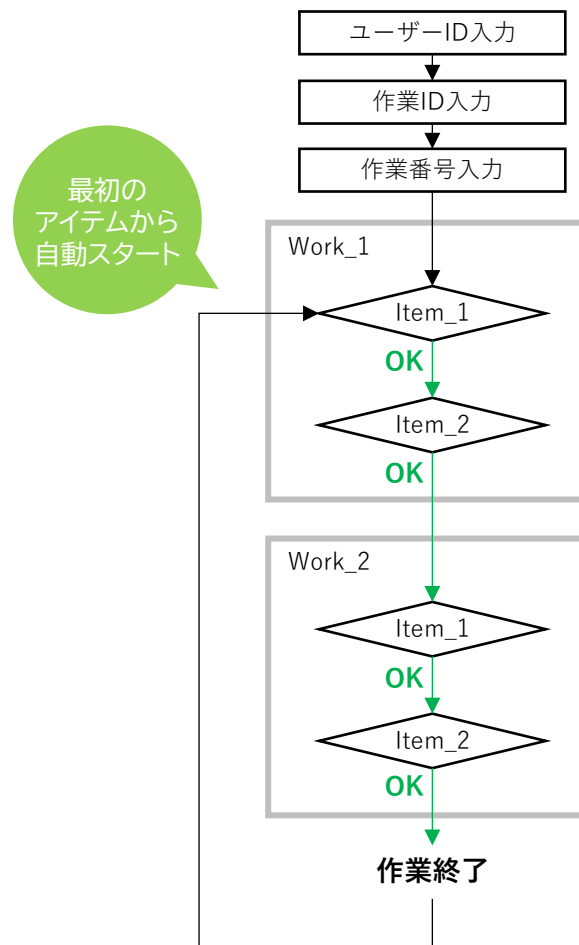 ユーザーID入力
作業ID入力
作業番号入力
最初の
アイテムから
自動スタート
Work_1
Item_1
OK
Item_2
OK
Work_2
Item_1
OK
Item_2
OK
作業終了